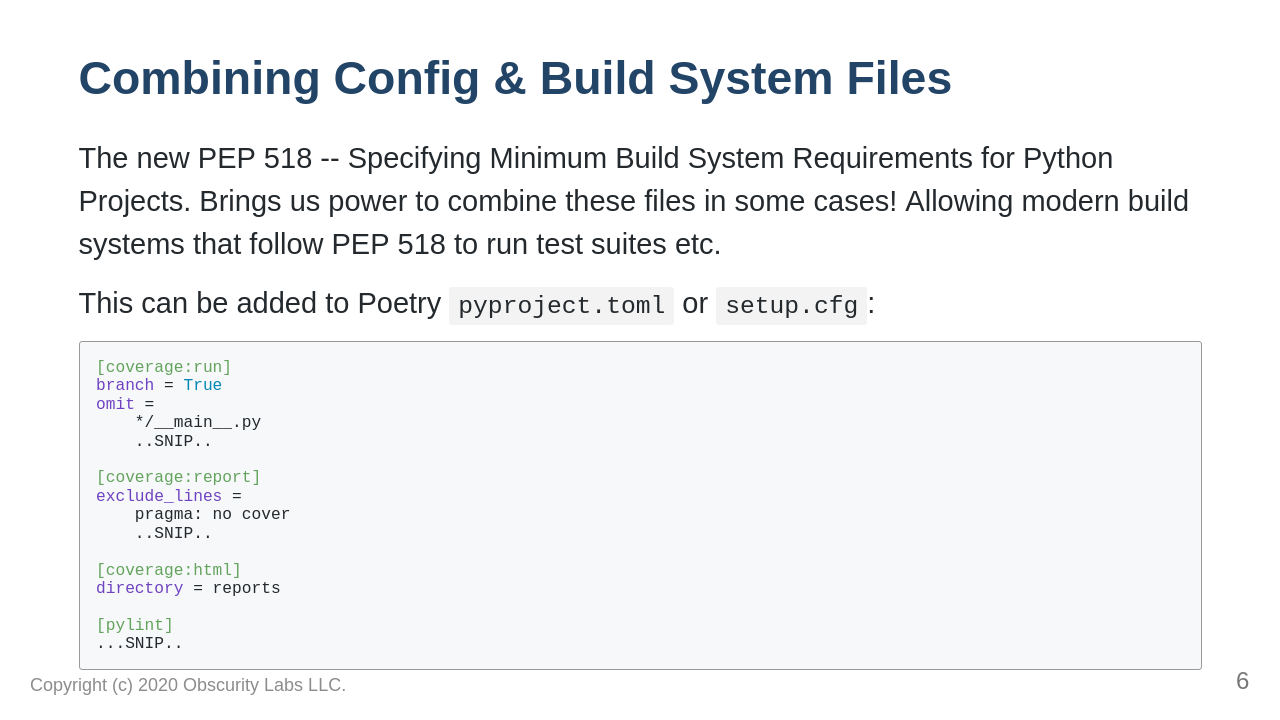 Combining Config & Build System Files
The new PEP 518 -- Specifying Minimum Build System Requirements for Python
Projects. Brings us power to combine these files in some cases! Allowing modern build
systems that follow PEP 518 to run test suites etc.
This can be added to Poetry pyproject.toml or setup.cfg:
[coverage:run]
branch = True
omit =
    */__main__.py
    ..SNIP..
[coverage:report]
exclude_lines =
    pragma: no cover
    ..SNIP..
[coverage:html]
directory = reports
[pylint]
...SNIP..
Copyright (c) 2020 Obscurity Labs LLC.
6